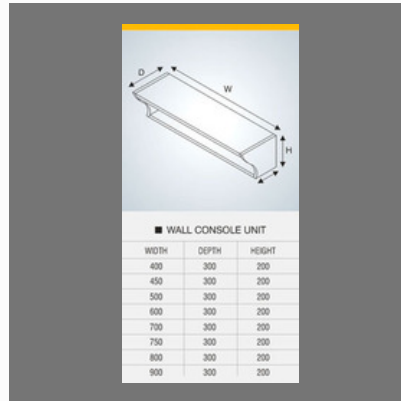 D
W
H
■ WALL CONSOLE UNIT
WIDTH DEPTH HEIGHT
400 300 200
450 300 200
500 300 200
600 300 200
700 300 200
750 300 200
800 300 200
900 300 200